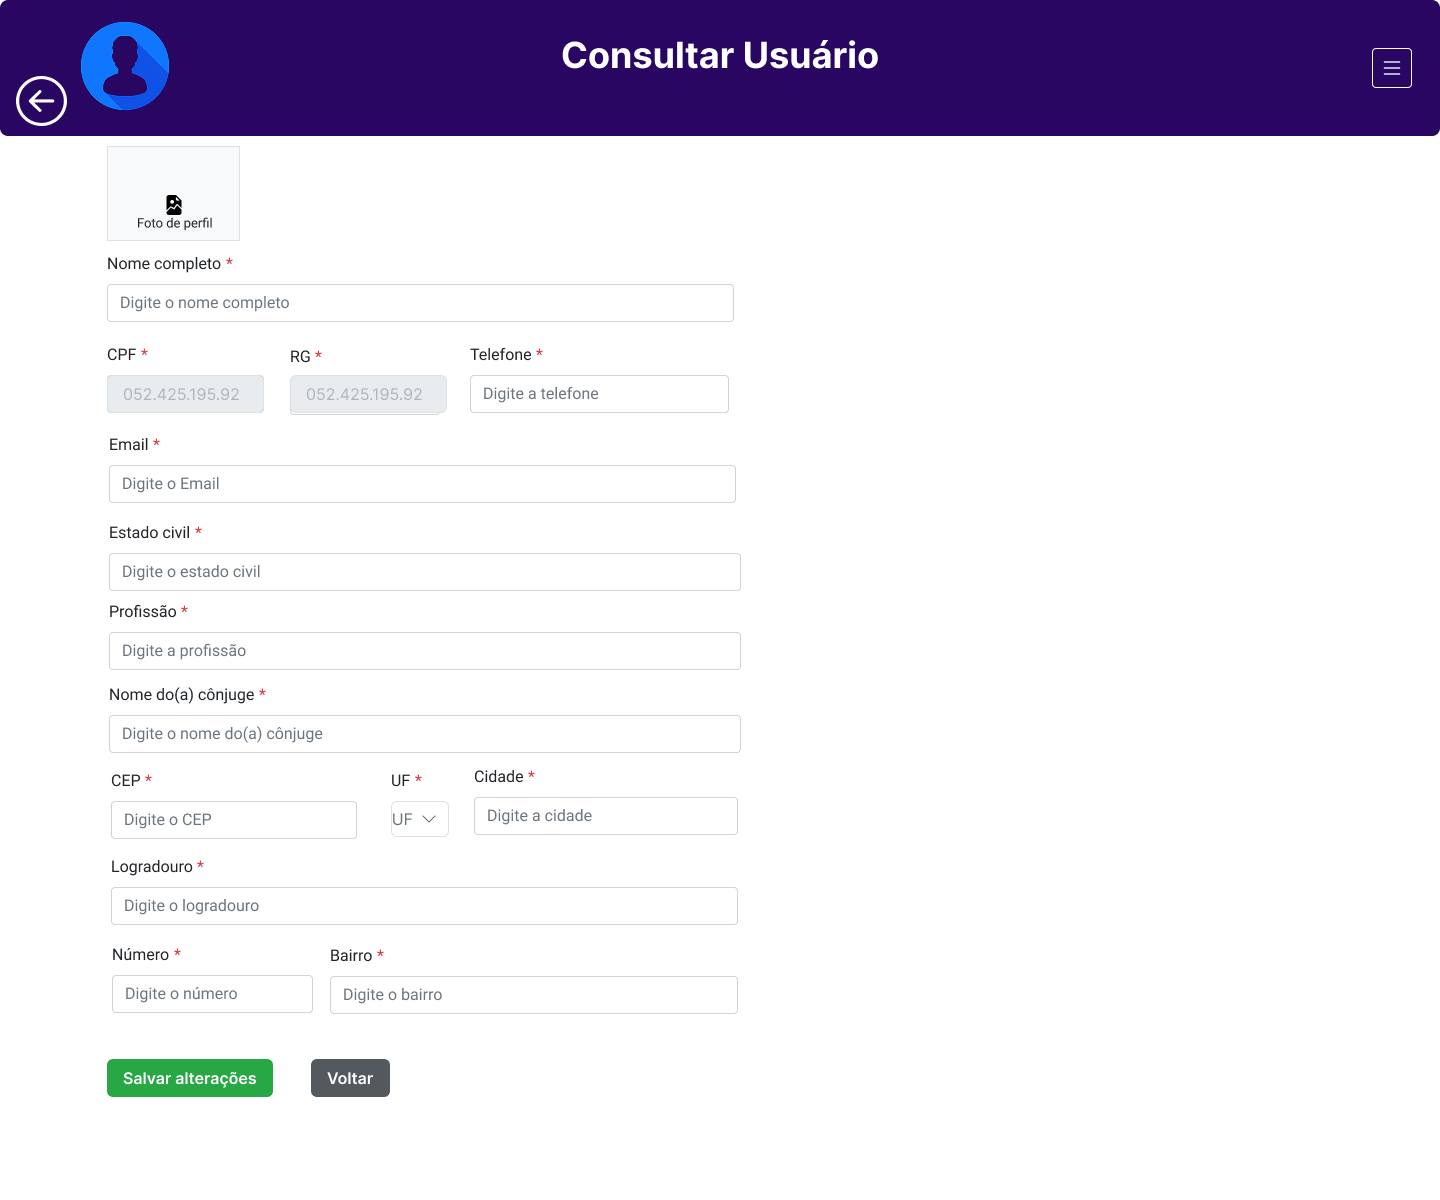 Consultar Usuário
Foto de perfil
Nome completo *
Digite o nome completo
CPF * RG * Telefone *
052.425.195.92 052.425.195.92 Digite a telefone
Email *
Digite o Email
Estado civil *
Digite o estado civil
Profissão *
Digite a profissão
Nome do(a) cônjuge *
Digite o nome do(a) cônjuge
CEP * UF * Cidade *
Digite o CEP UF Digite a cidade
Logradouro *
Digite o logradouro
Número * Bairro *
Digite o número Digite o bairro
Salvar alterações Voltar